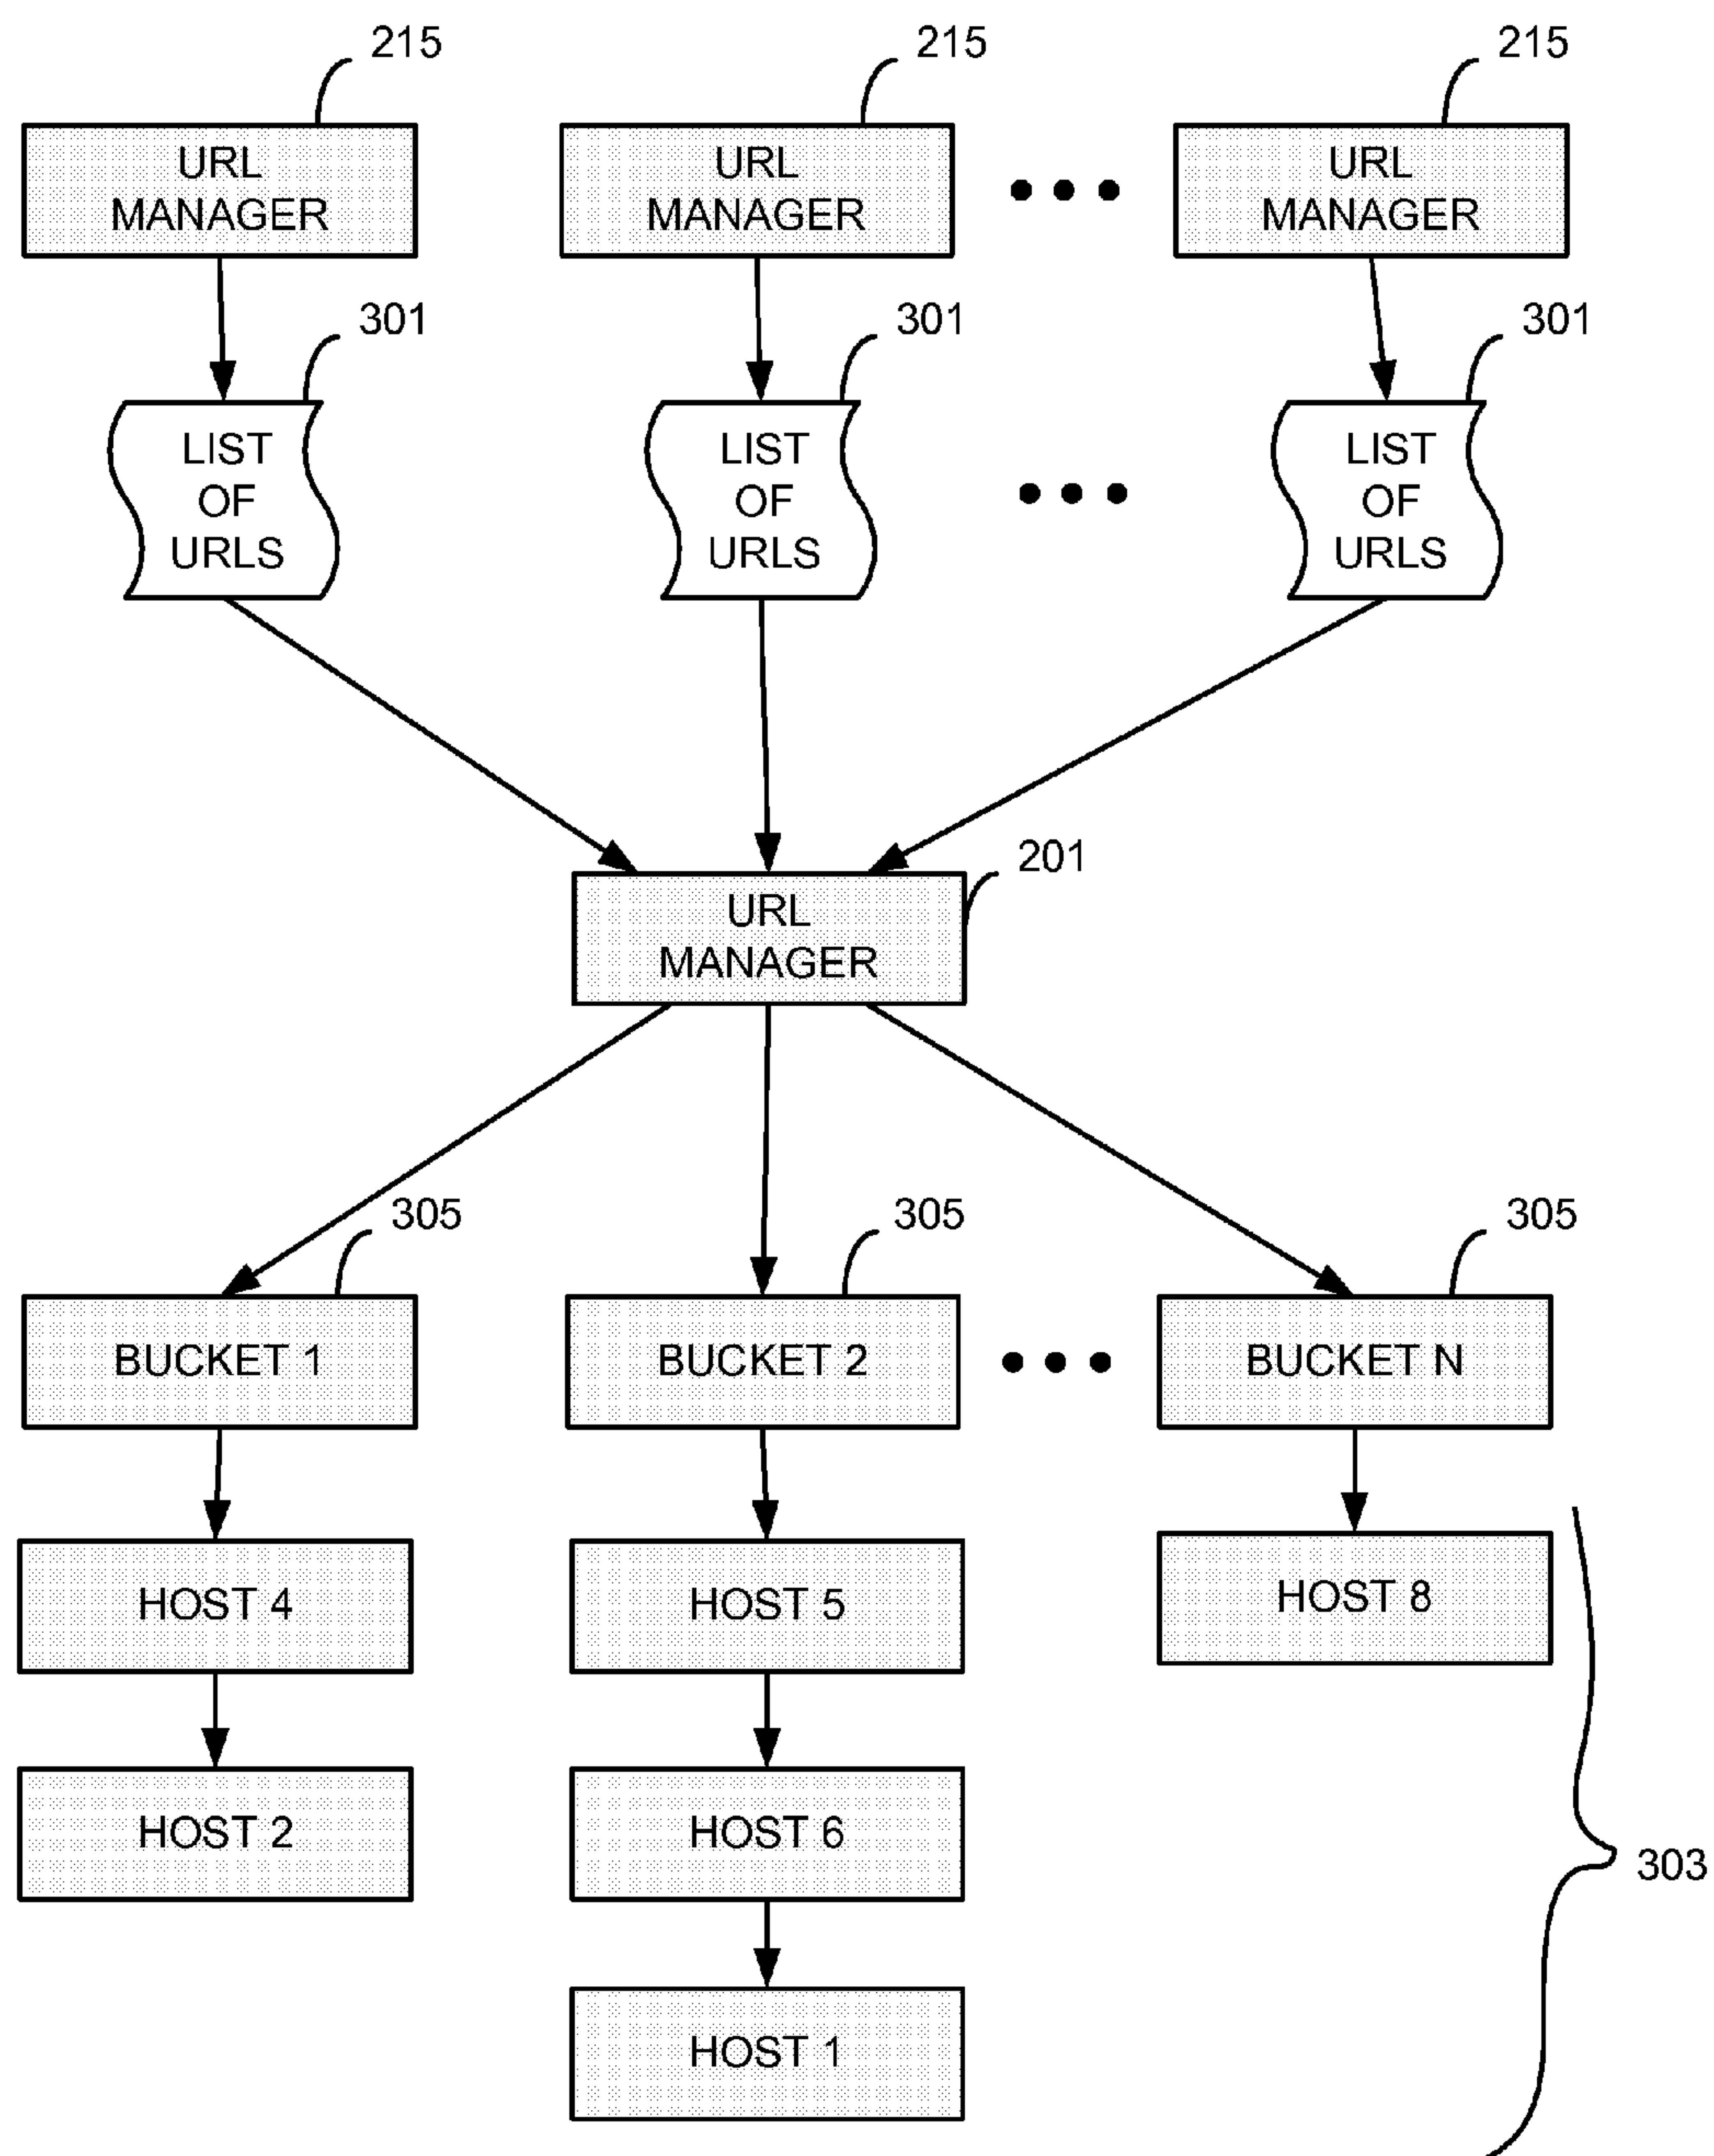 215
215
215
URL
MANAGER
URL
MANAGER
URL
MANAGER
301
301
301
LIST
OF
URLS
LIST
OF
URLS
LIST
OF
URLS
201
URL
MANAGER
305
305
305
BUCKET 1
BUCKET 2
BUCKET N
HOST 4
HOST 5
HOST 8
HOST 2
HOST 6
303
HOST 1